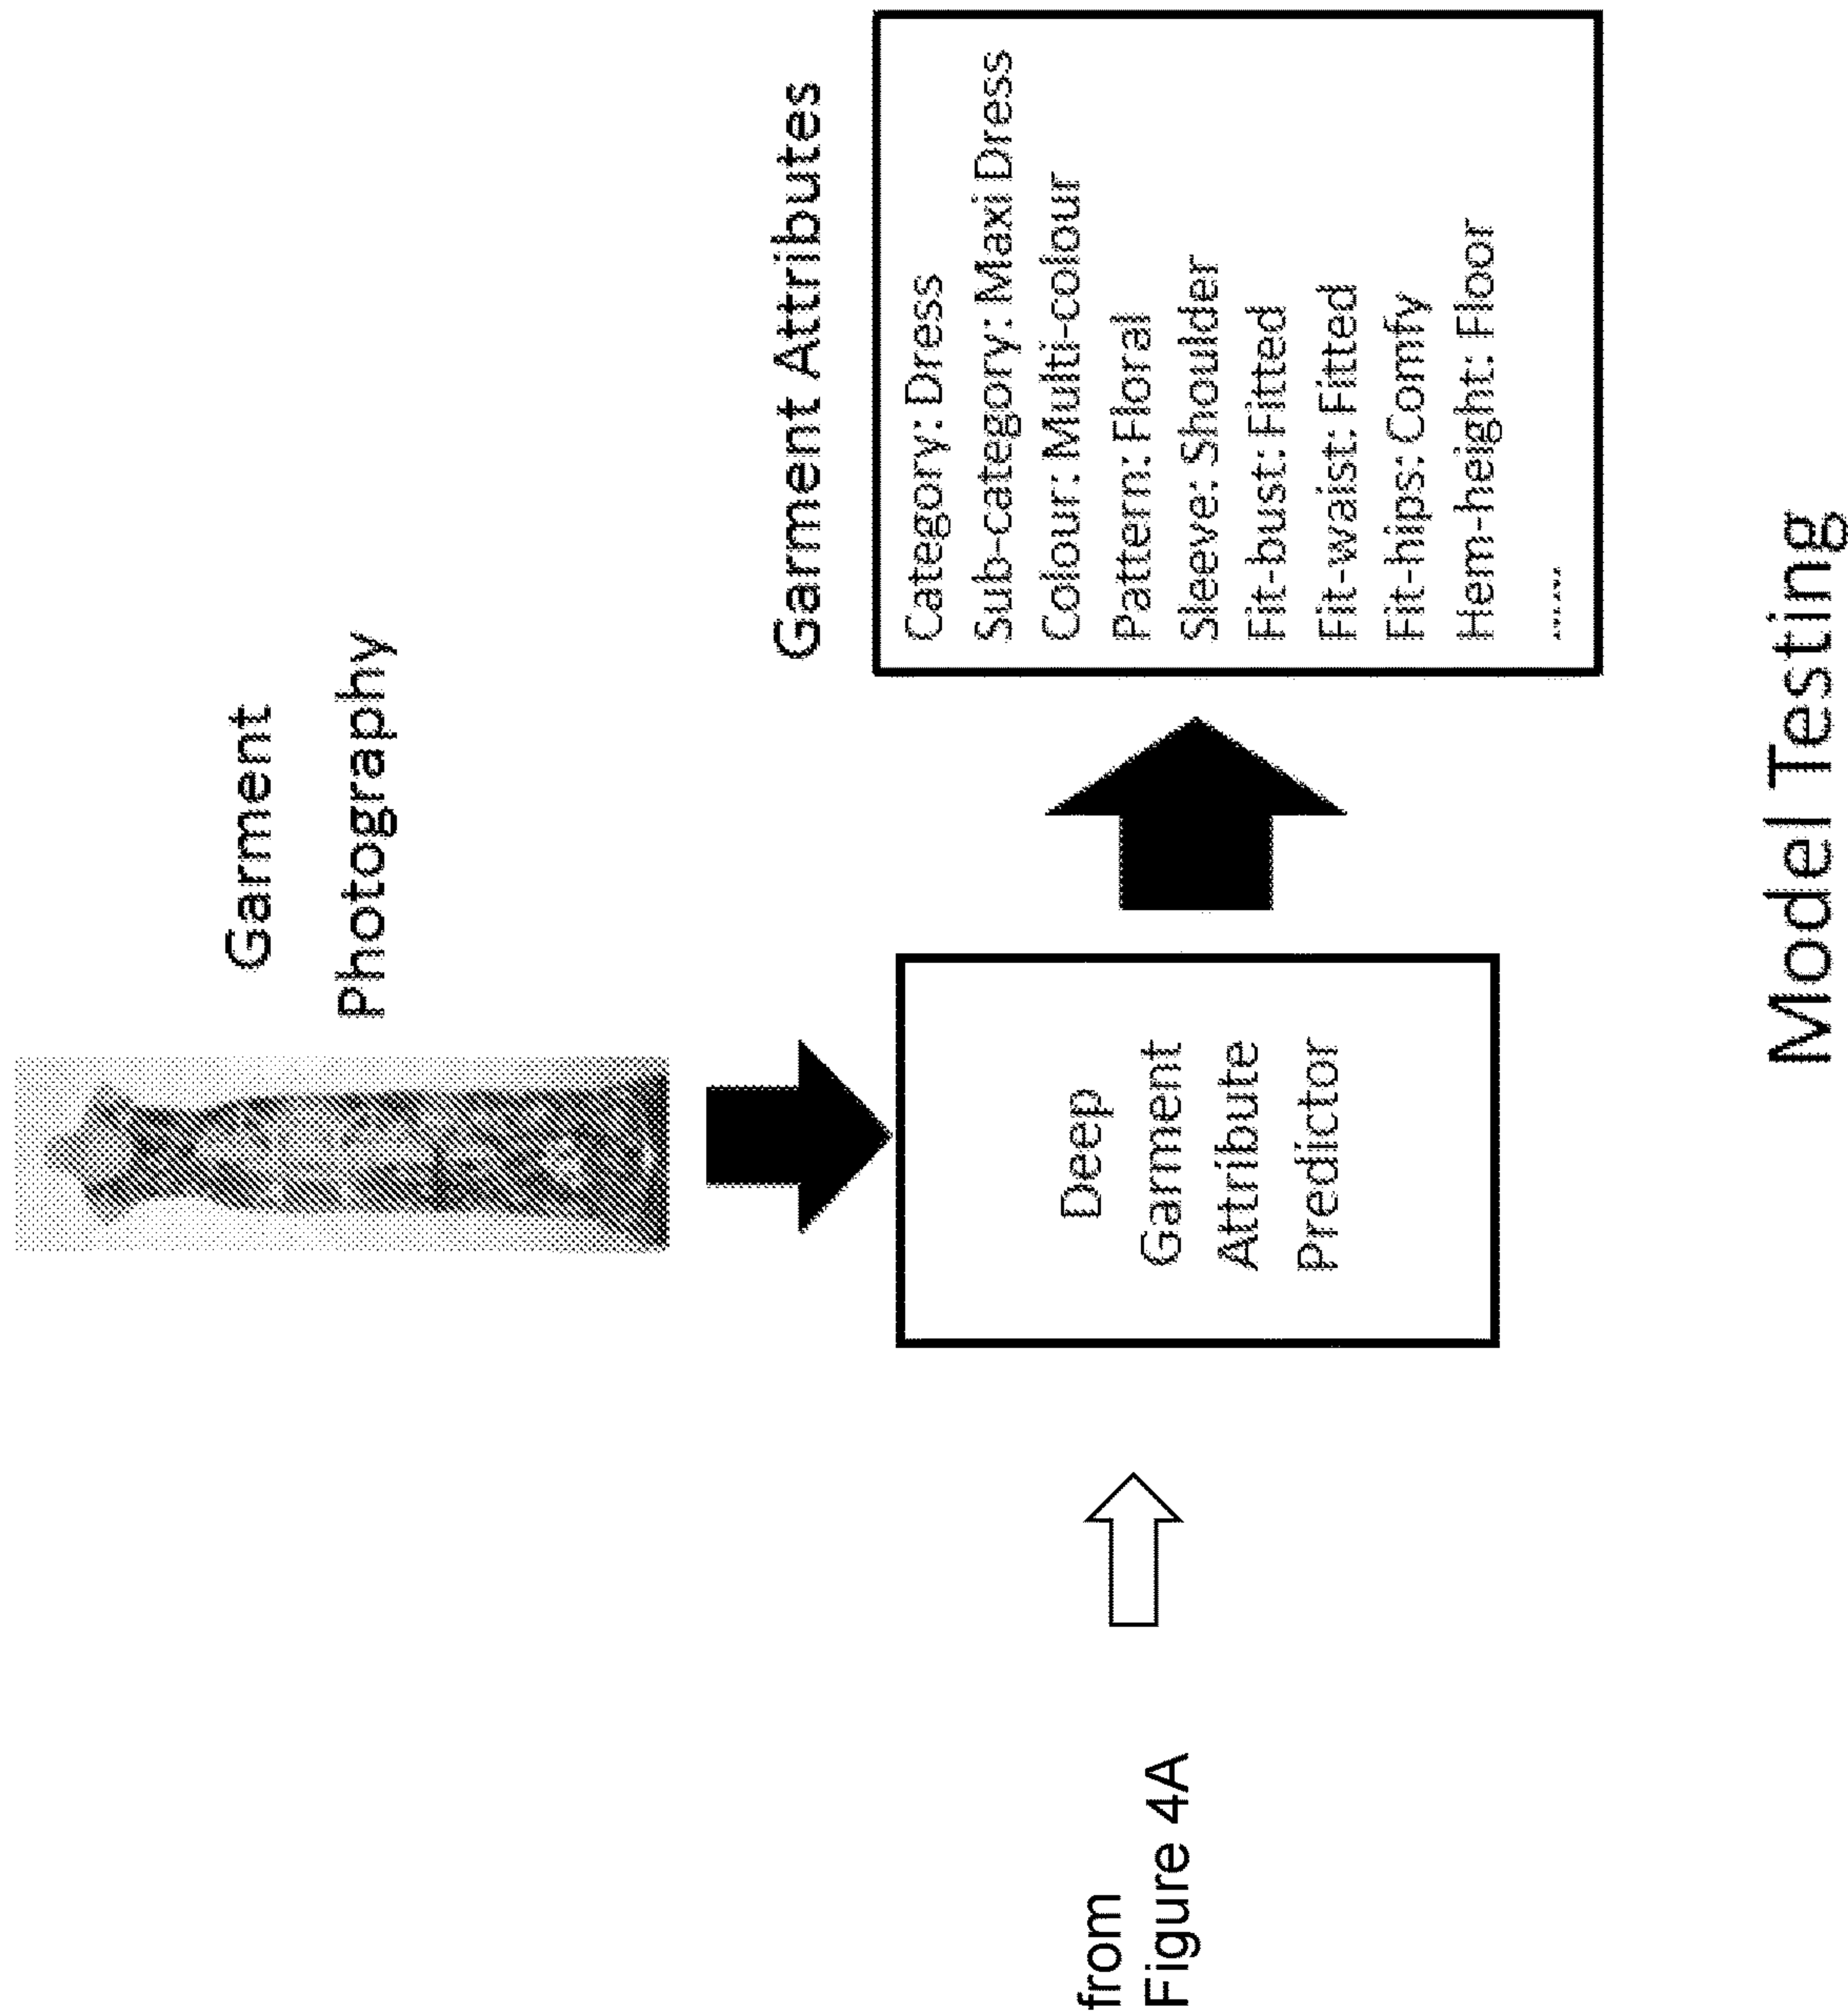 Garment
Photography
from
Figure 4A
Deep
Garment
Attribute
Predictor
Garment Attributes
Category: Dress
Sub-category: Maxi Dress
Colour: Multi-colour
Pattern: Floral
Sleeve: Shoulder
Fit-bust: Fitted
Fit-waist: Fitted
Fit-hips: Comfy
Hem-height: Floor
......
Model Testing